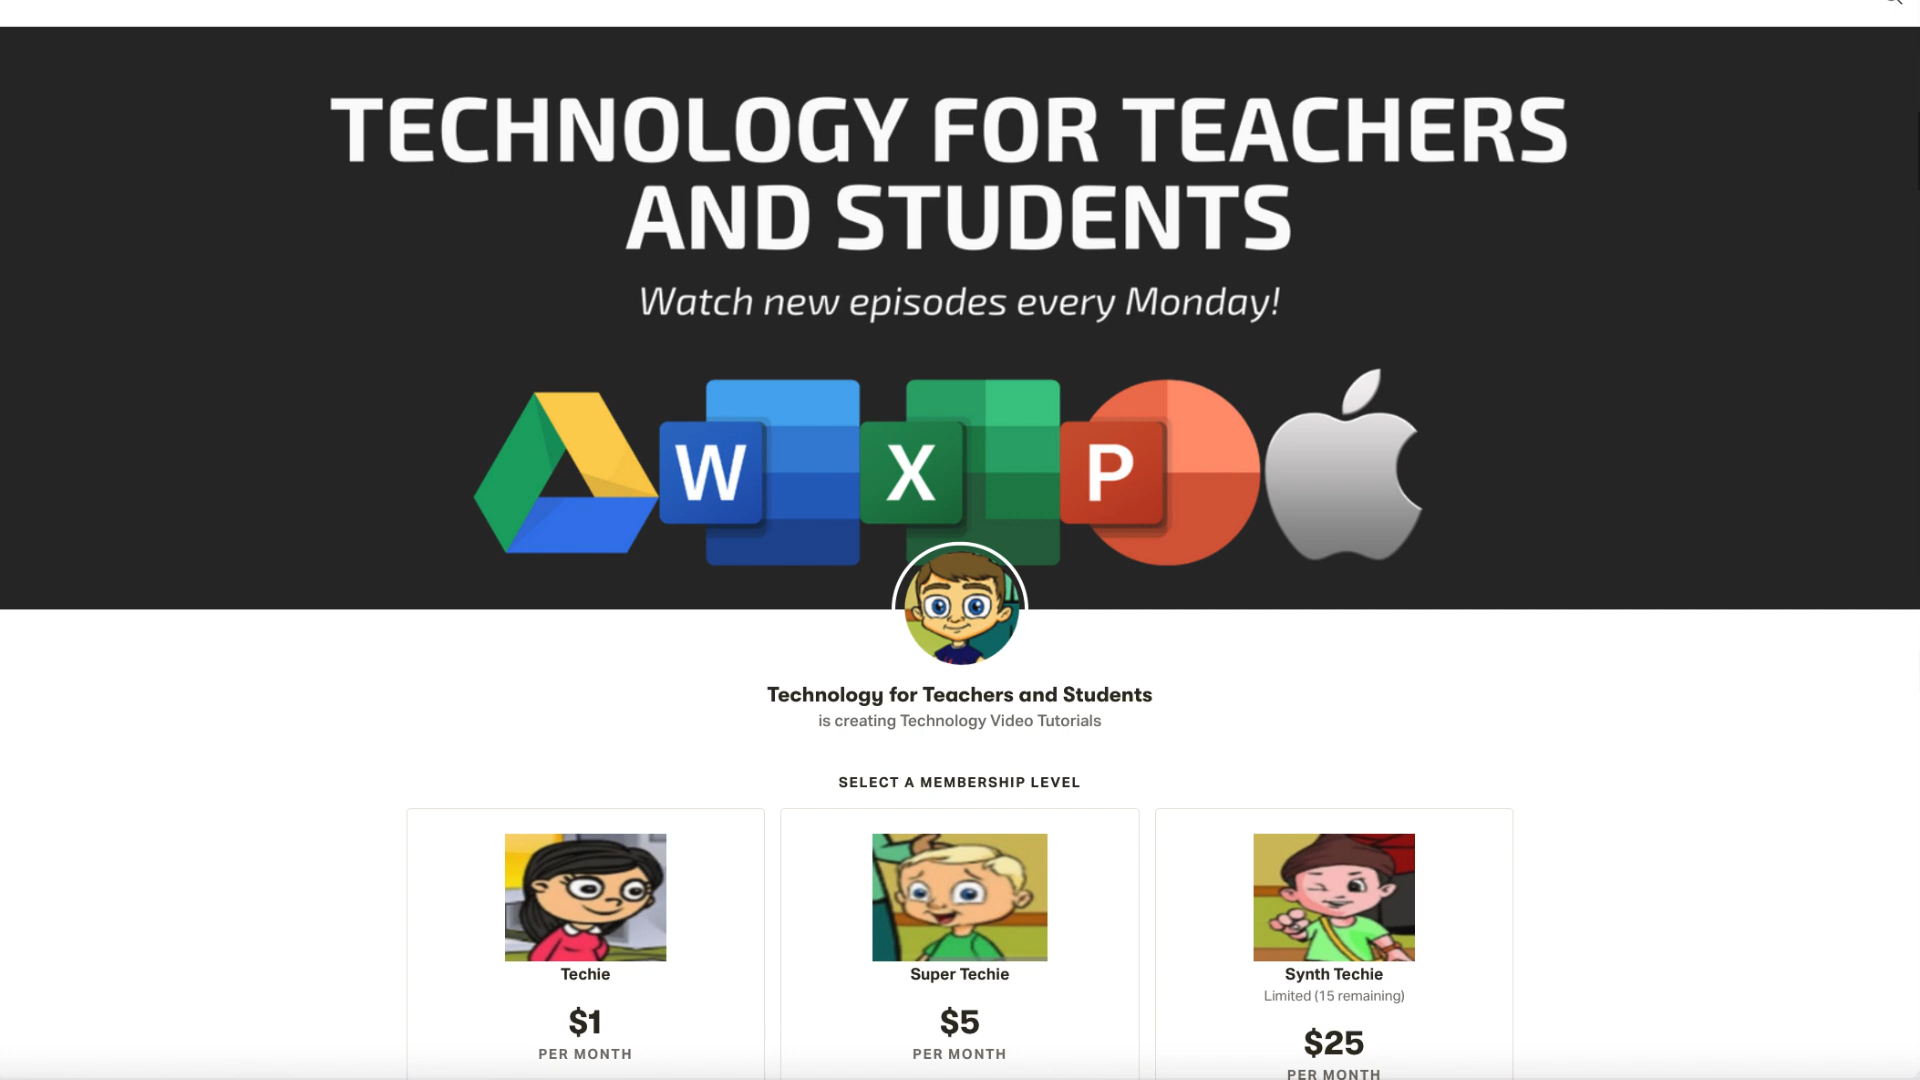 TECHNOLOGY FOR TEACHERS
AND STUDENTS
Watch new episodes every Monday!
W
X
P
Technology for Teachers and Students
is creating Technology Video Tutorials
SELECT A MEMBERSHIP LEVEL
Techie
$1
PER MONTH
Super Techie
$5
PER MONTH
Synth Techie
Limited (15 remaining)
$25
PER MONTH